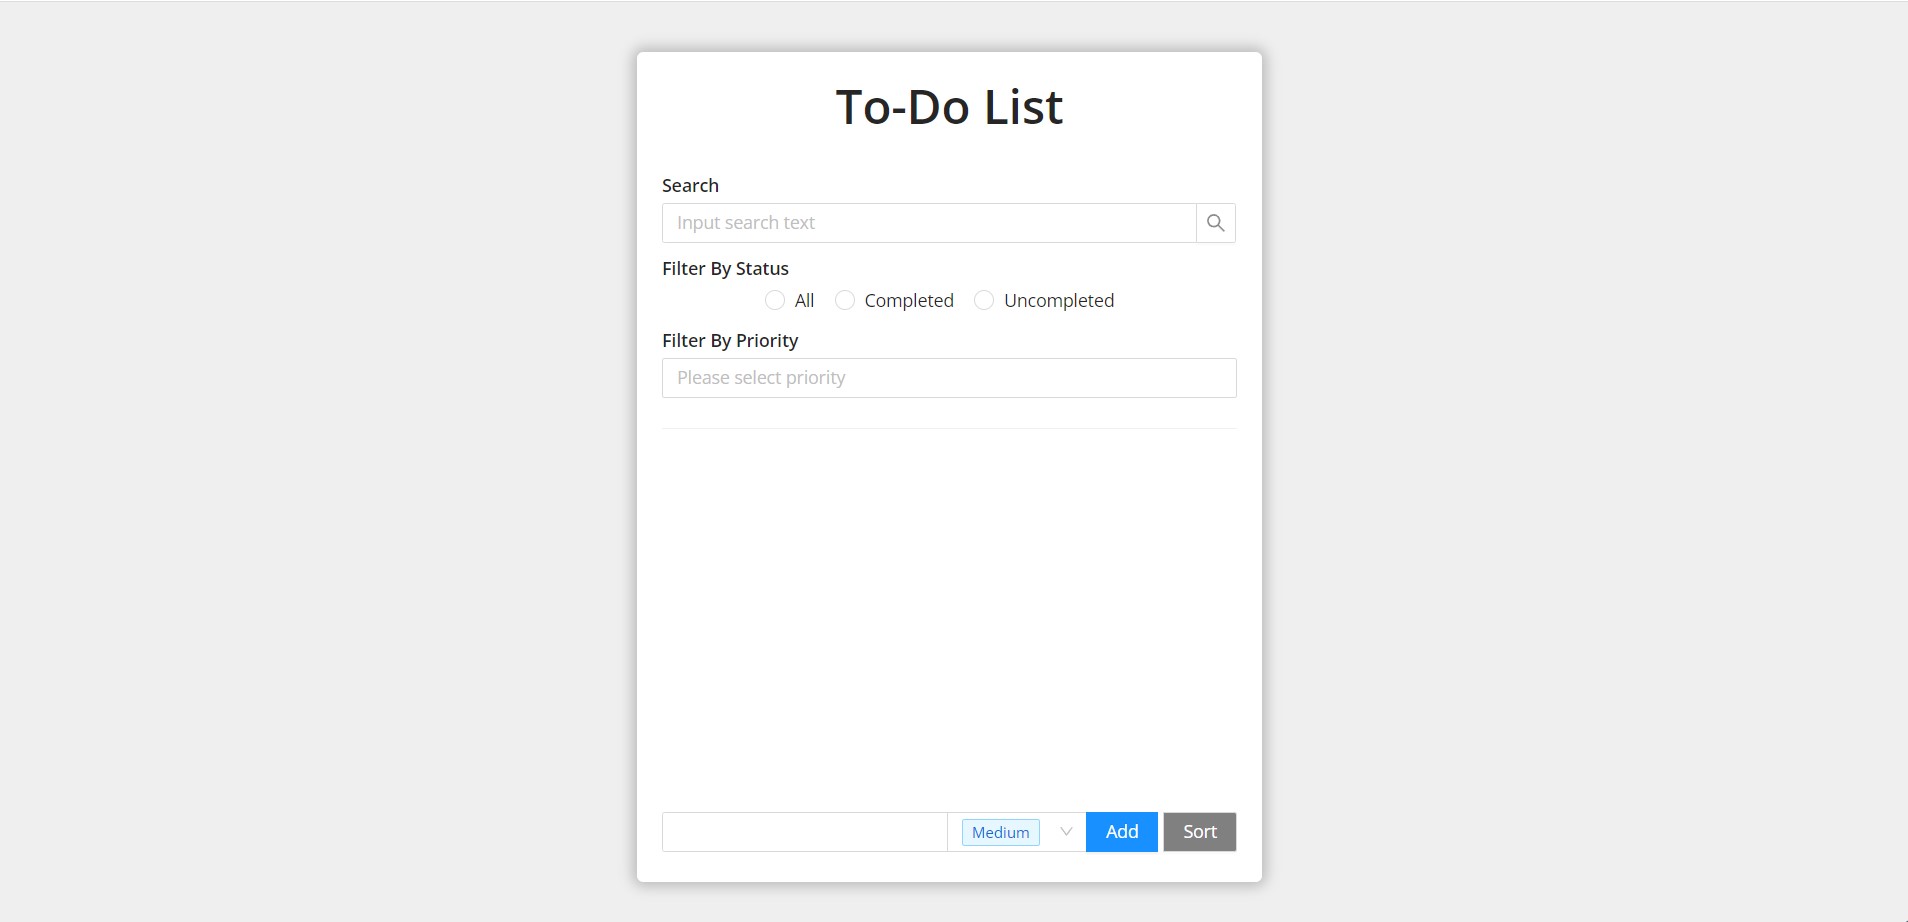 To-Do List
Search
Input search text
Filter By Status
All Completed Uncompleted
Filter By Priority
Please select priority
Medium Add Sort